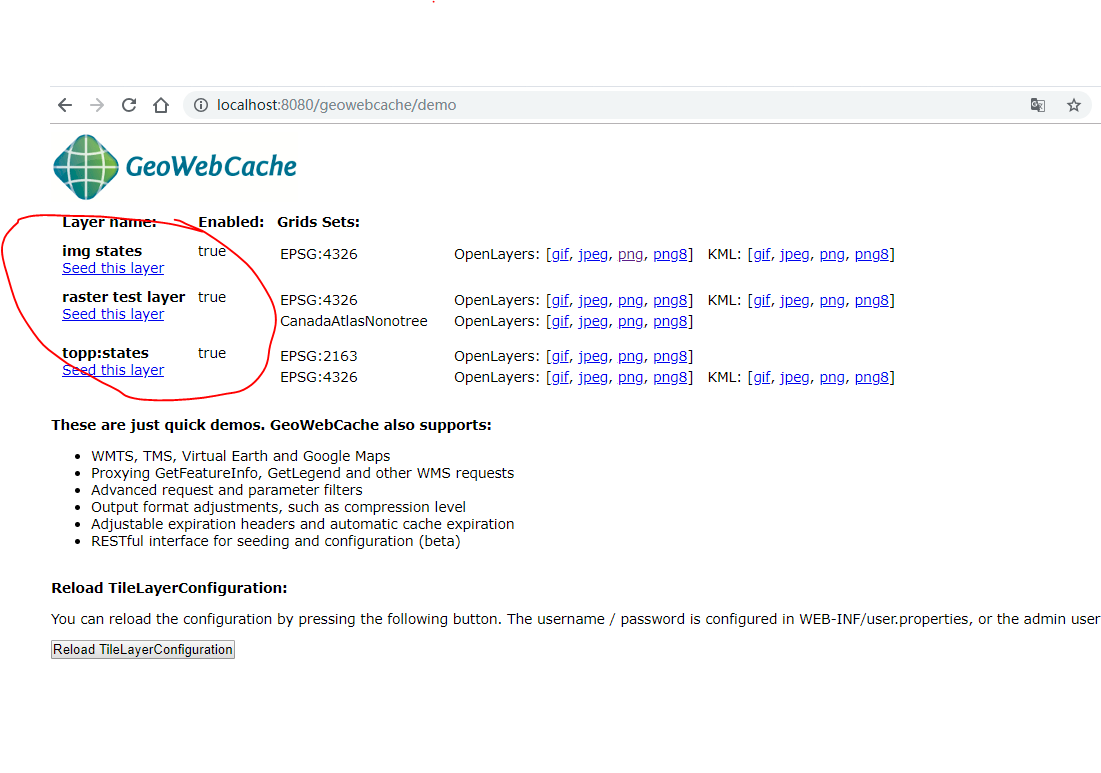 localhost:8080/geowebcache/demo
GeoWebCache
Layer name: Enabled: Grids Sets:
img states true EPSG:4326 OpenLayers: [gif, jpeg, png, png8] KML: [gif, jpeg, png, png8]
Seed this layer
raster test layer true EPSG:4326 OpenLayers: [gif, jpeg, png, png8] KML: [gif, jpeg, png, png8]
Seed this layer CanadaAtlasNonotree OpenLayers: [gif, jpeg, png, png8]
topp:states true EPSG:2163 OpenLayers: [gif, jpeg, png, png8]
Seed this layer EPSG:4326 OpenLayers: [gif, jpeg, png, png8] KML: [gif, jpeg, png, png8]
These are just quick demos. GeoWebCache also supports:
• WMTS, TMS, Virtual Earth and Google Maps
• Proxying GetFeatureInfo, GetLegend and other WMS requests
• Advanced request and parameter filters
• Output format adjustments, such as compression level
• Adjustable expiration headers and automatic cache expiration
• RESTful interface for seeding and configuration (beta)
Reload TileLayerConfiguration:
You can reload the configuration by pressing the following button. The username / password is configured in WEB-INF/user.properties, or the admin user
Reload TileLayerConfiguration